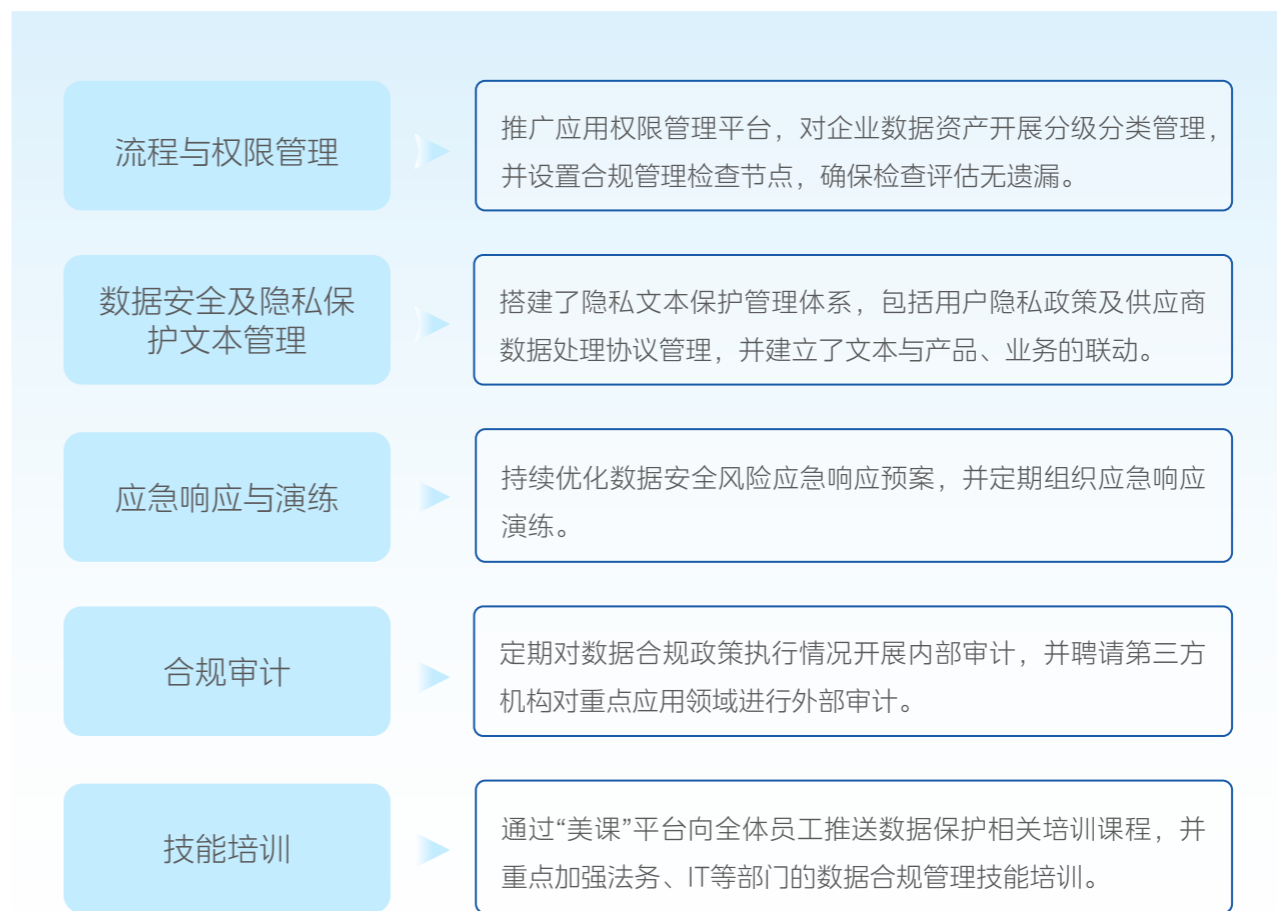 流程与权限管理
推广应用权限管理平台，对企业数据资产开展分级分类管理，
并设置合规管理检查节点，确保检查评估无遗漏。
数据安全及隐私保
护文本管理
搭建了隐私文本保护管理体系，包括用户隐私政策及供应商
数据处理协议管理，并建立了文本与产品、业务的联动。
应急响应与演练
持续优化数据安全风险应急响应预案，并定期组织应急响应
演练。
合规审计
定期对数据合规政策执行情况开展内部审计，并聘请第三方
机构对重点应用领域进行外部审计。
技能培训
通过“美课”平台向全体员工推送数据保护相关培训课程，并
重点加强法务、IT等部门的数据合规管理技能培训。